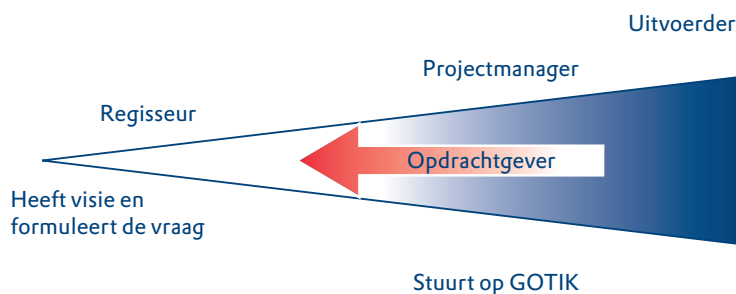 Uitvoerder
Projectmanager
Regisseur
Opdrachtgever
Heeft visie en
formuleert de vraag
Stuurt op GOTIK